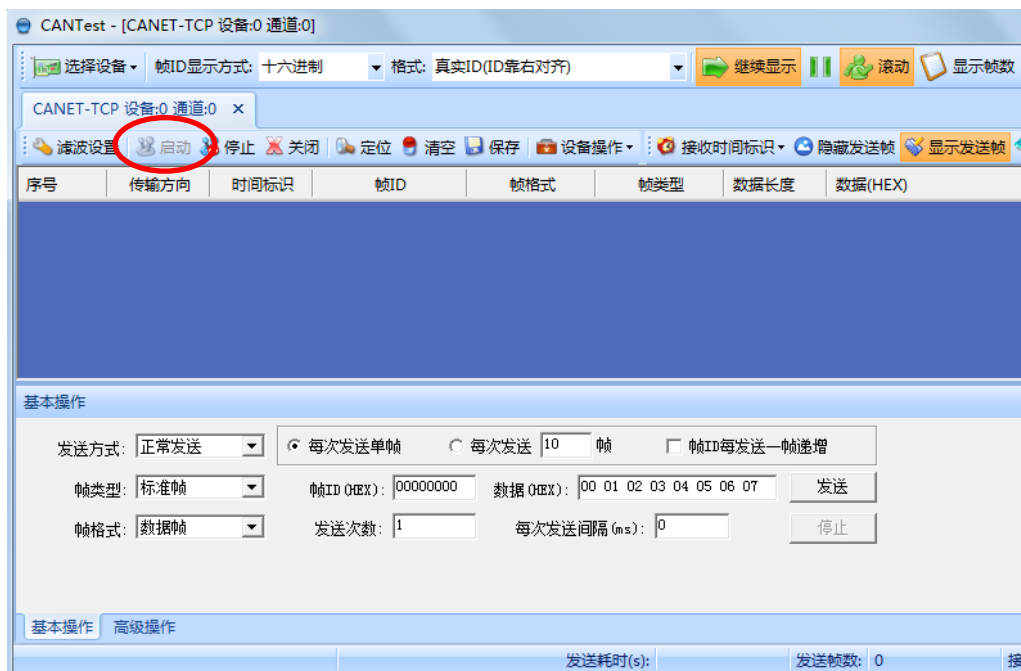 CANTest - [CANET-TCP 设备:0 通道:0]
选择设备 帧ID显示方式: 十六进制 格式: 真实ID(ID靠右对齐) 继续显示 滚动 显示帧数
CANET-TCP 设备:0 通道:0 ×
滤波设置 启动 停止 关闭 定位 清空 保存 设备操作 接收时间标识 隐藏发送帧 显示发送帧
序号 传输方向 时间标识 帧ID 帧格式 帧类型 数据长度 数据(HEX)
基本操作
发送方式: 正常发送 每次发送单帧 每次发送 10 帧 帧ID每发送一帧递增
帧类型: 标准帧 帧ID(HEX): 00000000 数据(HEX): 00 01 02 03 04 05 06 07 发送
帧格式: 数据帧 发送次数: 1 每次发送间隔(ms): 0 停止
基本操作 高级操作
发送耗时(s): 发送帧数: 0 接